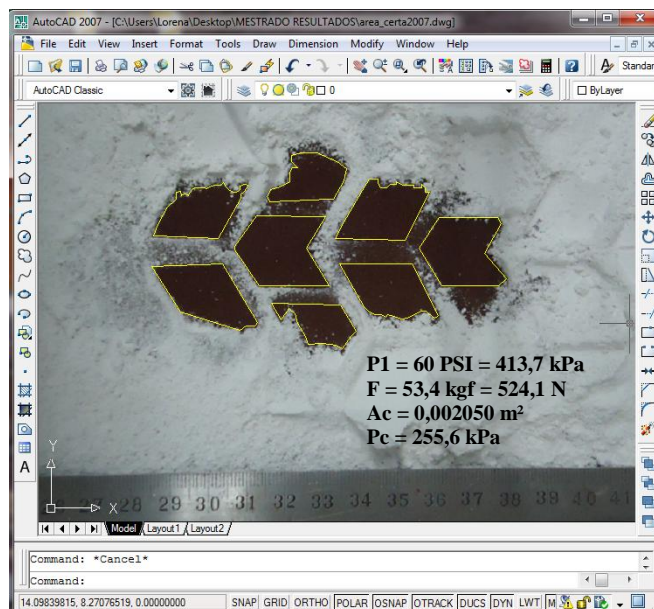 AutoCAD 2007 - [C:\Users\Lorena\Desktop\MESTRADO RESULTADOS\area_certa2007.dwg]
File Edit View Insert Format Tools Draw Dimension Modify Window Help
Standar
AutoCAD Classic 0 ByLayer
P1 = 60 PSI = 413,7 kPa
F = 53,4 kgf = 524,1 N
Ac = 0,002050 m²
Pc = 255,6 kPa
Y
X
27 28 29 30 31 32 33 34 35 36 37 38 39 40 41
A
Model Layout1 Layout2
Command: *Cancel*
Command:
14.09839815, 8.27076519, 0.00000000 SNAP GRID ORTHO POLAR OSNAP OTRACK DUCS DYN LWT M